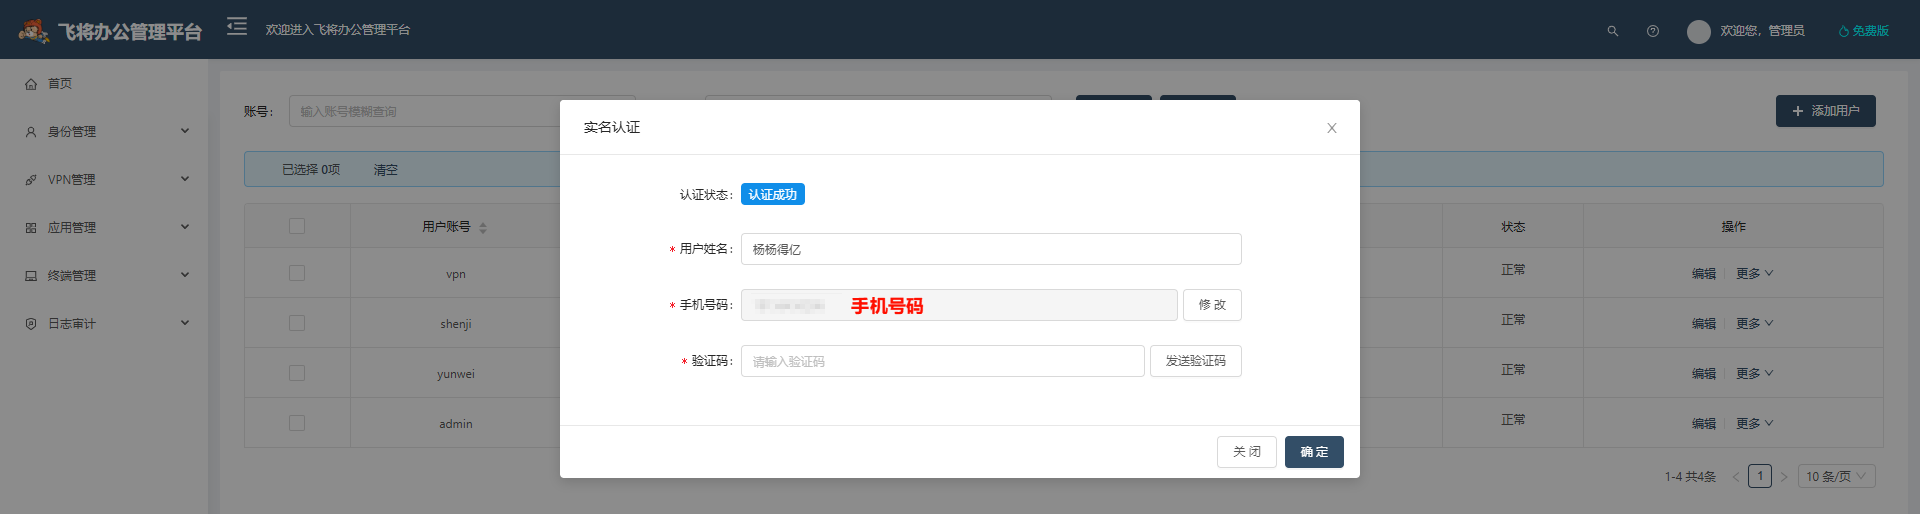 飞将办公管理平台
欢迎进入飞将办公管理平台
欢迎您，管理员
免费版
首页
身份管理
VPN管理
应用管理
终端管理
日志审计
账号：
输入账号模糊查询
添加用户
已选择 0项 清空
用户账号 状态 操作
vpn 正常 编辑 更多
shenji 正常 编辑 更多
yunwei 正常 编辑 更多
admin 正常 编辑 更多
1-4 共4条 < 1 > 10 条/页
实名认证
认证状态： 认证成功
* 用户姓名： 杨杨得亿
* 手机号码： 手机号码 修 改
* 验证码： 请输入验证码 发送验证码
关 闭 确 定